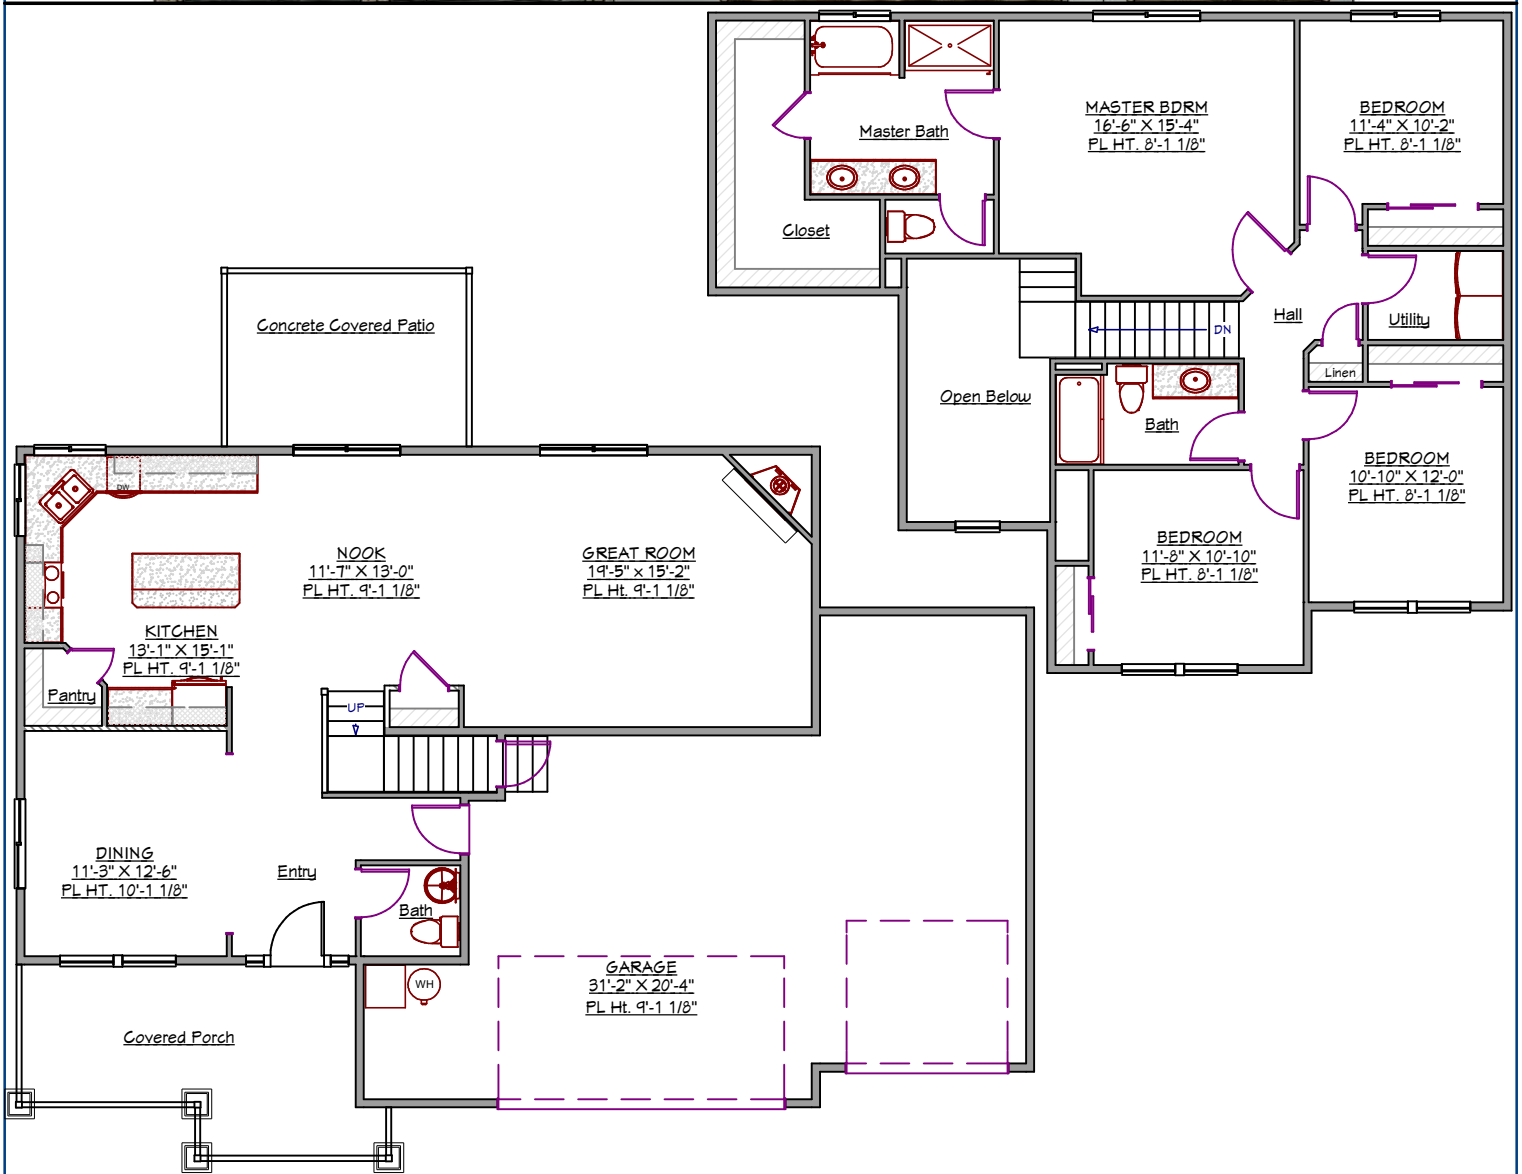 MASTER BDRM
16'-6" X 15'-4"
PL HT. 8'-1 1/8"
BEDROOM
11'-4" X 10'-2"
PL HT. 8'-1 1/8"
Master Bath
Closet
Hall
Utility
DN
Linen
Open Below
Bath
BEDROOM
10'-10" X 12'-0"
PL HT. 8'-1 1/8"
BEDROOM
11'-8" X 10'-10"
PL HT. 8'-1 1/8"
Concrete Covered Patio
DW
NOOK
11'-7" X 13'-0"
PL HT. 9'-1 1/8"
GREAT ROOM
19'-5" x 15'-2"
PL Ht. 9'-1 1/8"
KITCHEN
13'-1" X 15'-1"
PL HT. 9'-1 1/8"
Pantry
UP
DINING
11'-3" X 12'-6"
PL HT. 10'-1 1/8"
Entry
Bath
WH
GARAGE
31'-2" X 20'-4"
PL Ht. 9'-1 1/8"
Covered Porch